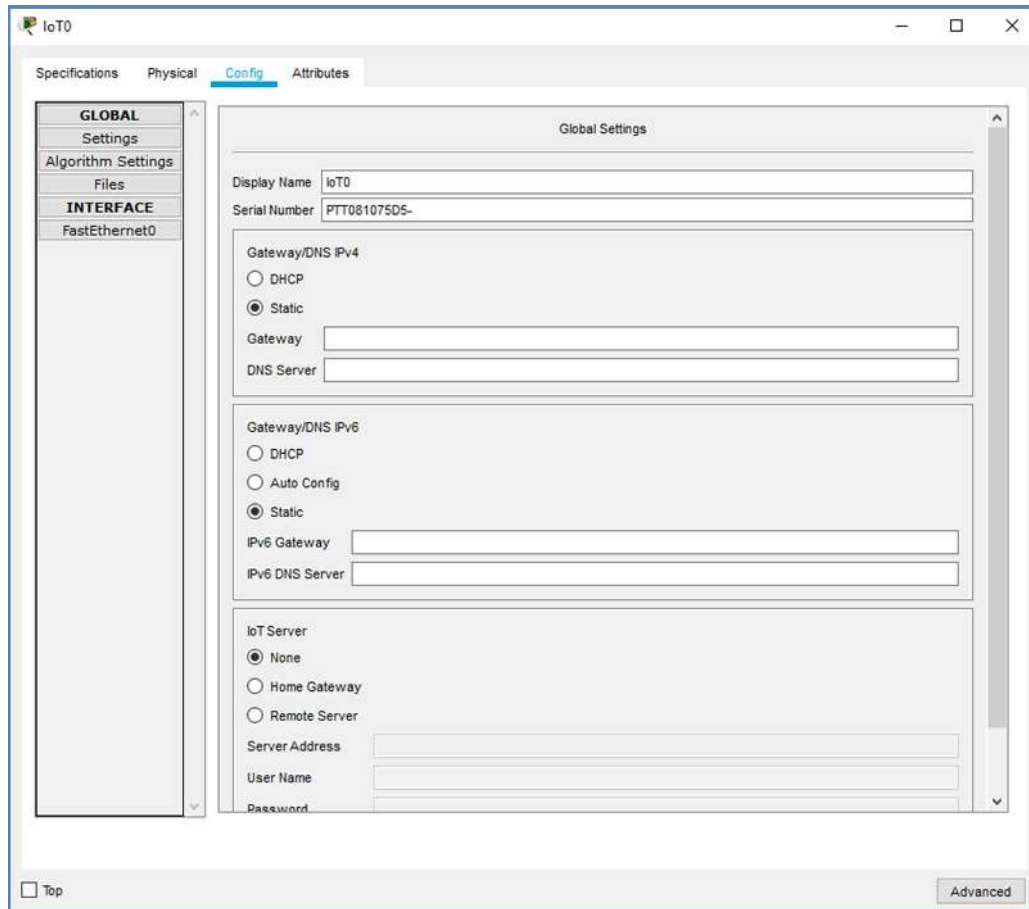 IoT0
Specifications Physical Config Attributes
GLOBAL
Settings
Algorithm Settings
Files
INTERFACE
FastEthernet0
Global Settings
Display Name IoT0
Serial Number PTT081075D5-
Gateway/DNS IPv4
DHCP
Static
Gateway
DNS Server
Gateway/DNS IPv6
DHCP
Auto Config
Static
IPv6 Gateway
IPv6 DNS Server
IoT Server
None
Home Gateway
Remote Server
Server Address
User Name
Password
Top
Advanced